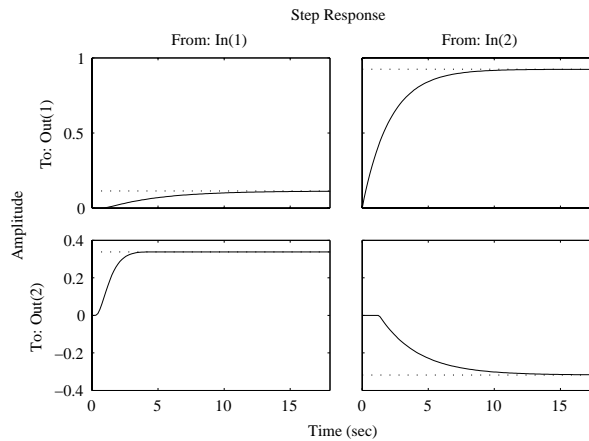 Step Response
From: In(1)
From: In(2)
To: Out(1)
1
0.5
0
Amplitude
To: Out(2)
0.4
0.2
0
−0.2
−0.4
0 5 10 15
0 5 10 15
Time (sec)